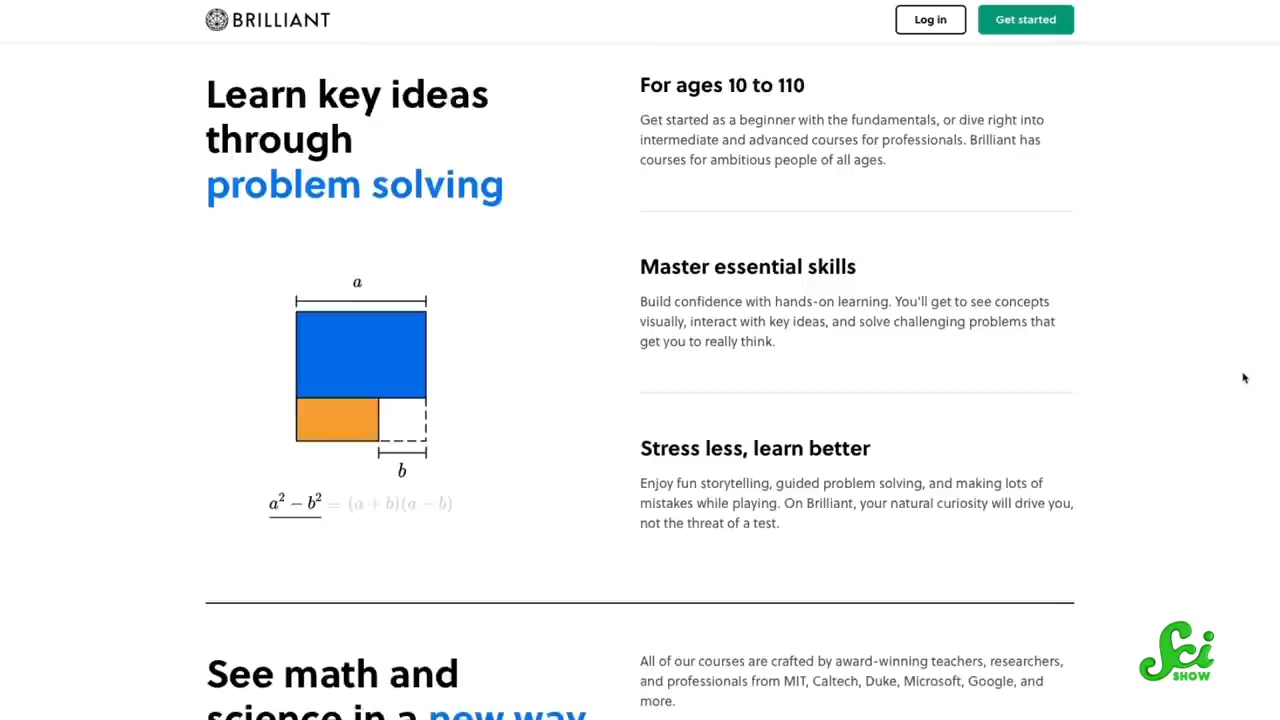 BRILLIANT
Log in
Get started
Learn key ideas
through
problem solving
a
b
a² − b² = (a + b)(a − b)
For ages 10 to 110
Get started as a beginner with the fundamentals, or dive right into
intermediate and advanced courses for professionals. Brilliant has
courses for ambitious people of all ages.
Master essential skills
Build confidence with hands-on learning. You'll get to see concepts
visually, interact with key ideas, and solve challenging problems that
get you to really think.
Stress less, learn better
Enjoy fun storytelling, guided problem solving, and making lots of
mistakes while playing. On Brilliant, your natural curiosity will drive you,
not the threat of a test.
See math and
science in a new way
All of our courses are crafted by award-winning teachers, researchers,
and professionals from MIT, Caltech, Duke, Microsoft, Google, and
more.
Sci
SHOW